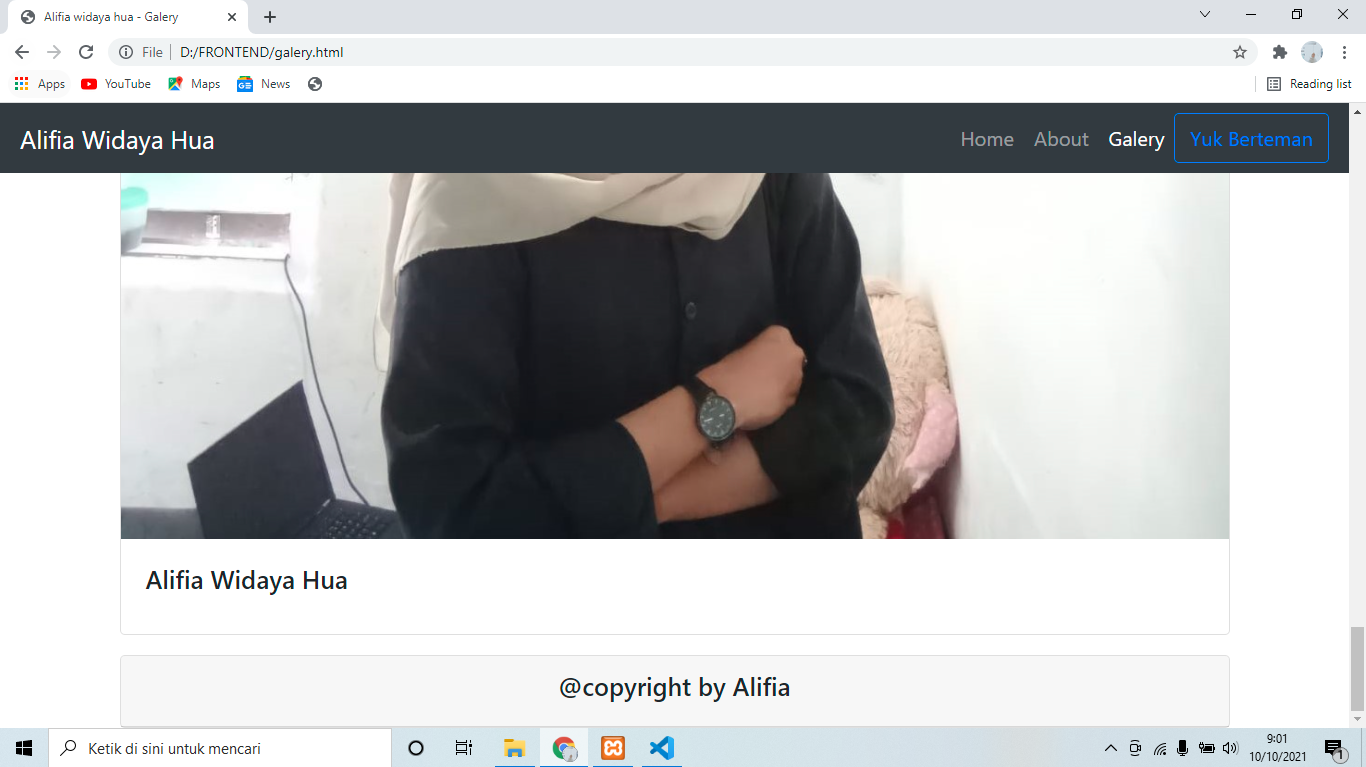 Alifia widaya hua - Galery
File
D:/FRONTEND/galery.html
Apps
YouTube
Maps
News
Reading list
Alifia Widaya Hua
Home
About
Galery
Yuk Berteman
Alifia Widaya Hua
@copyright by Alifia
Ketik di sini untuk mencari
9:01
10/10/2021
1